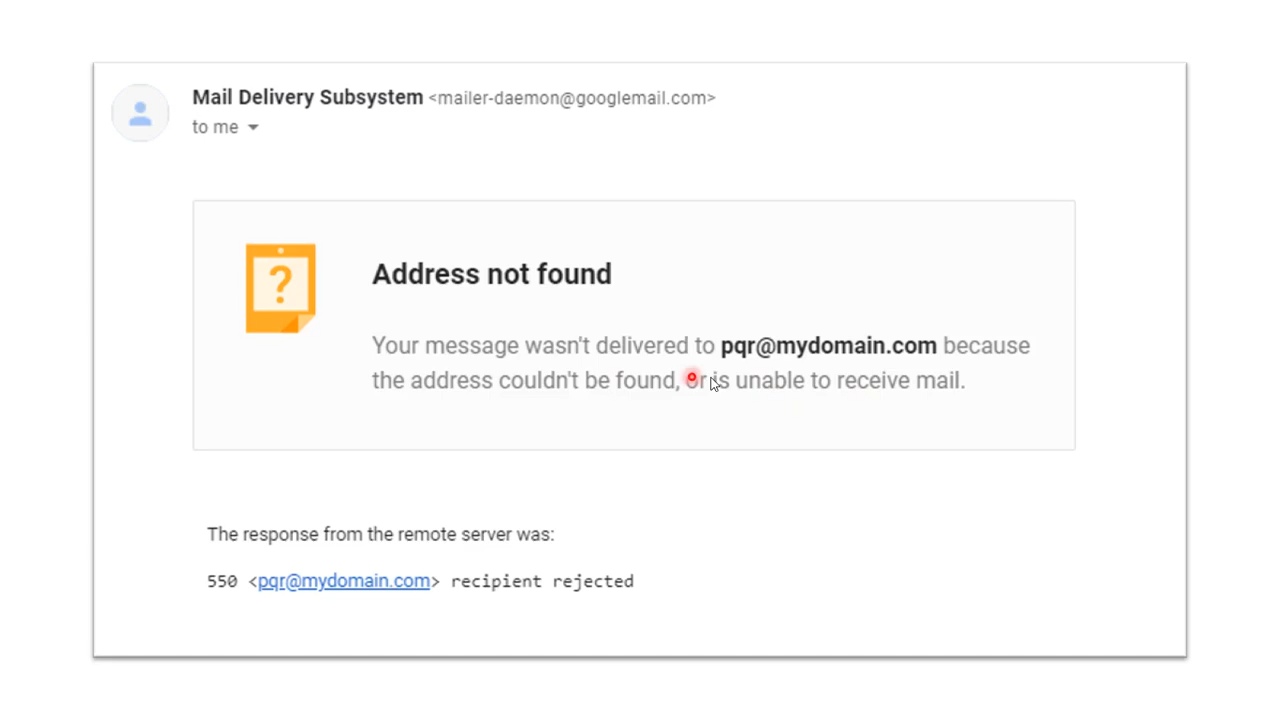 Mail Delivery Subsystem <mailer-daemon@googlemail.com>
to me
?
Address not found
Your message wasn't delivered to pqr@mydomain.com because
the address couldn't be found, or is unable to receive mail.
The response from the remote server was:
550 <pqr@mydomain.com> recipient rejected